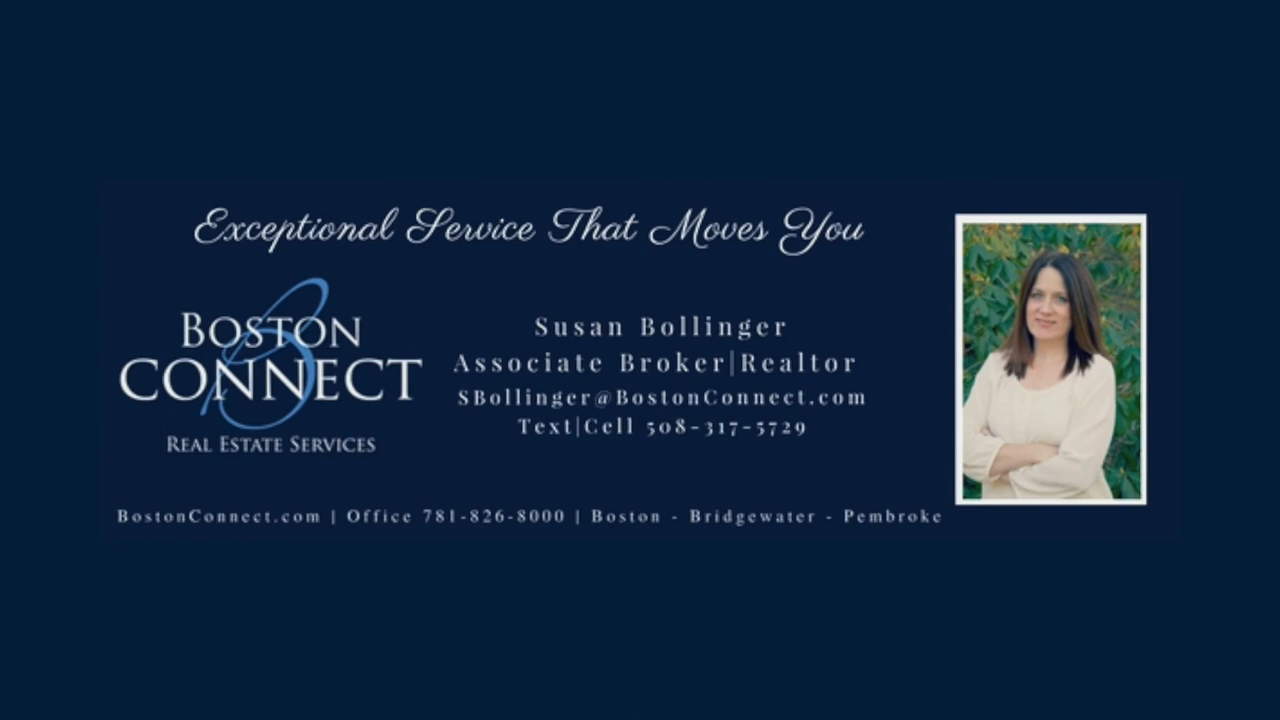 Exceptional Service That Moves You
BOSTON
CONNECT
REAL ESTATE SERVICES
Susan Bollinger
Associate Broker|Realtor
SBollinger@BostonConnect.com
Text|Cell 508-317-5729
BostonConnect.com | Office 781-826-8000 | Boston - Bridgewater - Pembroke